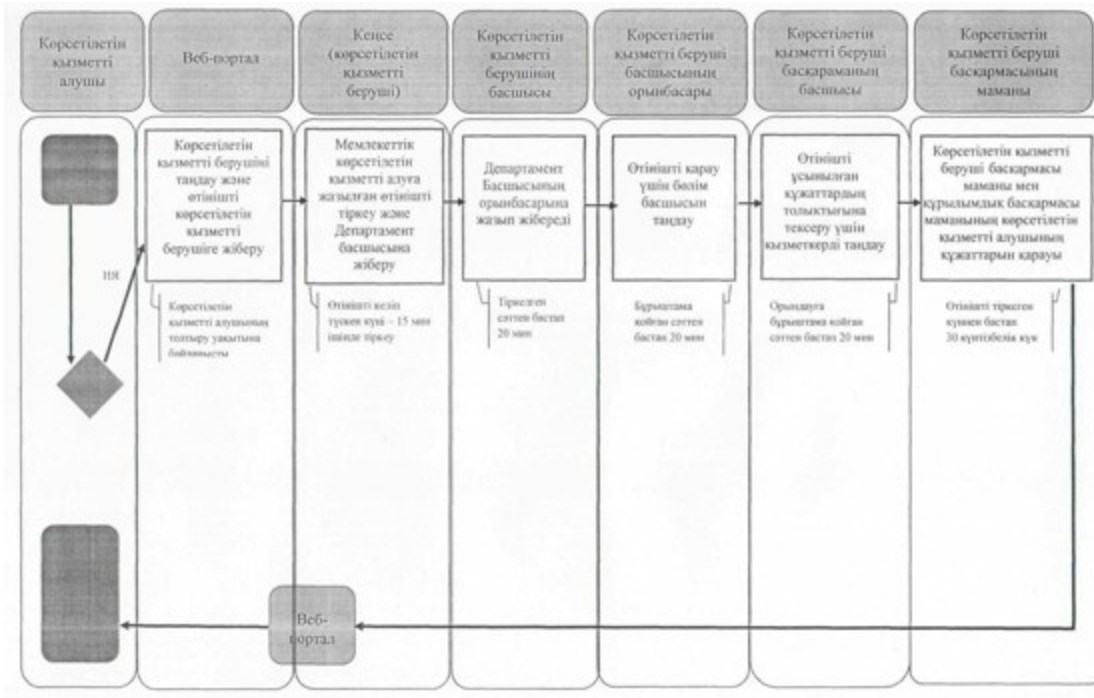 Көрсетілетін
қызметті
алушы
Веб-портал
Кеңсе
(көрсетілетін
қызметті
беруші)
Көрсетілетін
қызметті
берушінің
басшысы
Көрсетілетін
қызметті беруші
басшысының
орынбасары
Көрсетілетін
қызметті беруші
басқараманың
басшысы
Көрсетілетін
қызметті беруші
басқармасының
маманы
Көрсетілетін
қызметті берушіні
таңдау және
өтінішті
көрсетілетін
қызметті
берушіге жіберу
Мемлекеттік
көрсетілетін
қызметті алуға
жазылған өтінішті
тіркеу және
Департамент
басшысына
жіберу
Департамент
Басшысының
орынбасарына
жазып жібереді
Өтінішті қарау
үшін бөлім
басшысын
таңдау
Өтінішті
ұсынылған
құжаттардың
толықтығына
тексеру үшін
қызметкерді таңдау
Көрсетілетін қызметті
беруші басқармасы
маманы мен
құрылымдық басқармасы
маманының көрсетілетін
қызметті алушының
құжаттарын қарауы
ия
Көрсетілетін
қызметті алушының
толтыру уақытына
байланысты
Өтінішті келіп
түскен күні – 15 мин
ішінде тіркеу
Тіркелген
сәттен бастап
20 мин
Бұрыштама
қойған сәттен
бастап 20 мин
Орындауға
бұрыштама қойған
сәттен бастап 20 мин
Өтінішті тіркеген
күннен бастап
30 күнтізбелік күн
Веб-
портал